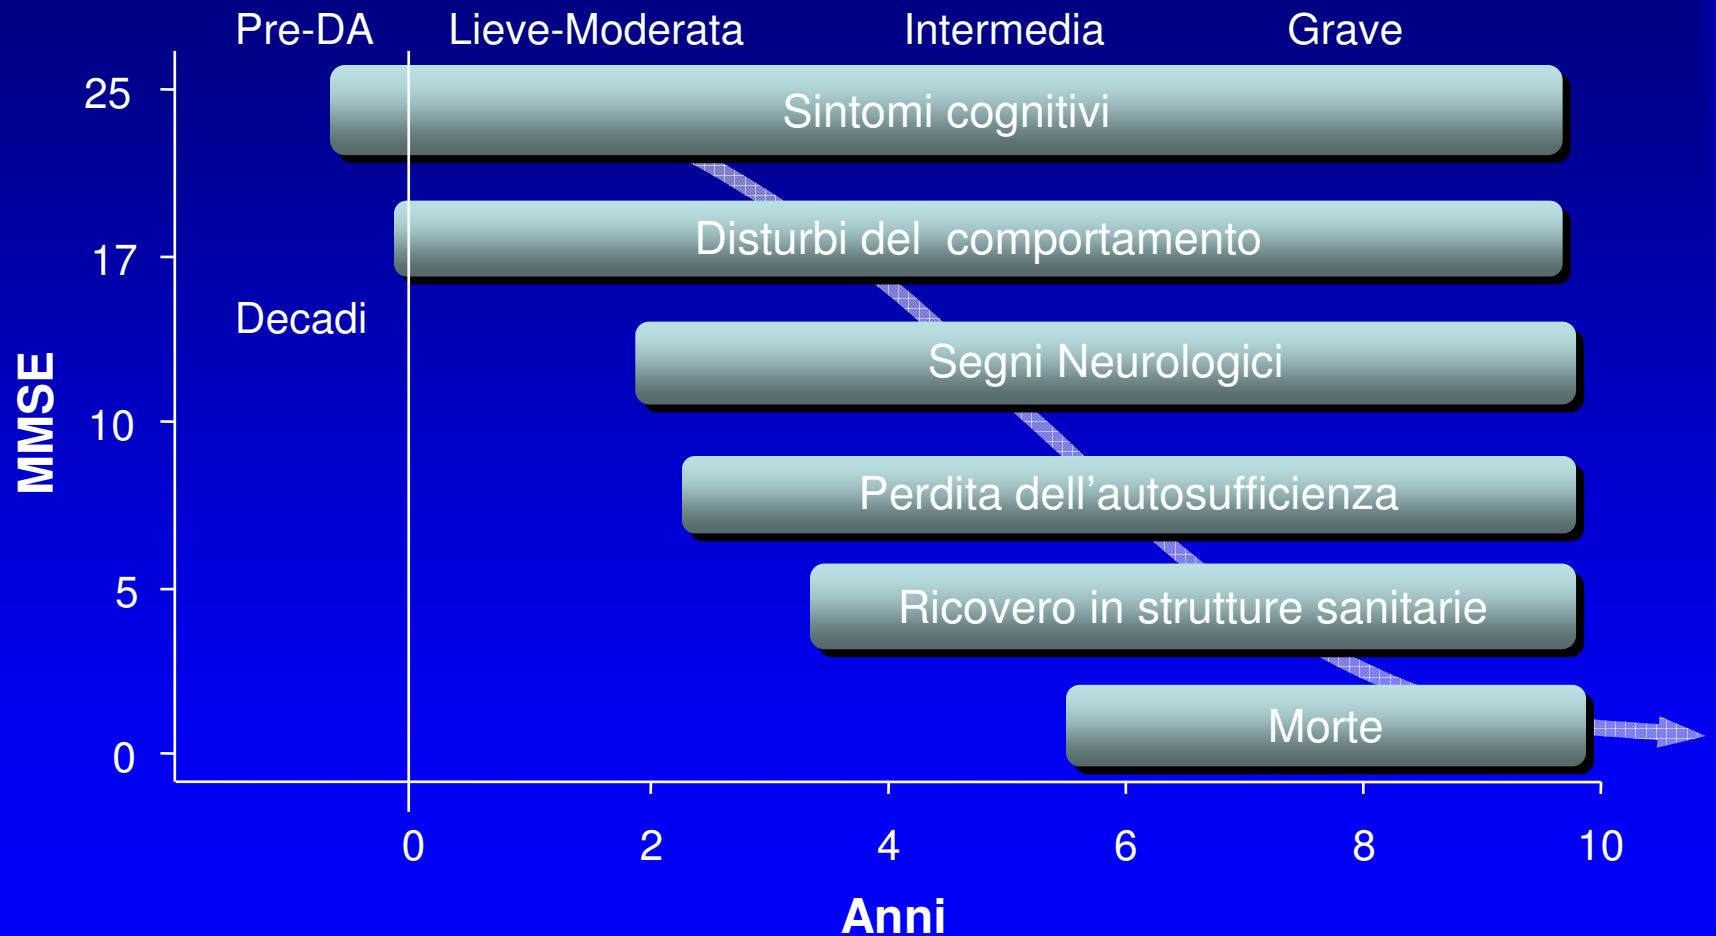 Pre-DA Lieve-Moderata Intermedia Grave
25
Sintomi cognitivi
17
Disturbi del  comportamento
Decadi
Segni Neurologici
MMSE
10
Perdita dell’autosufficienza
5
Ricovero in strutture sanitarie
Morte
0
0 2 4 6 8 10
Anni